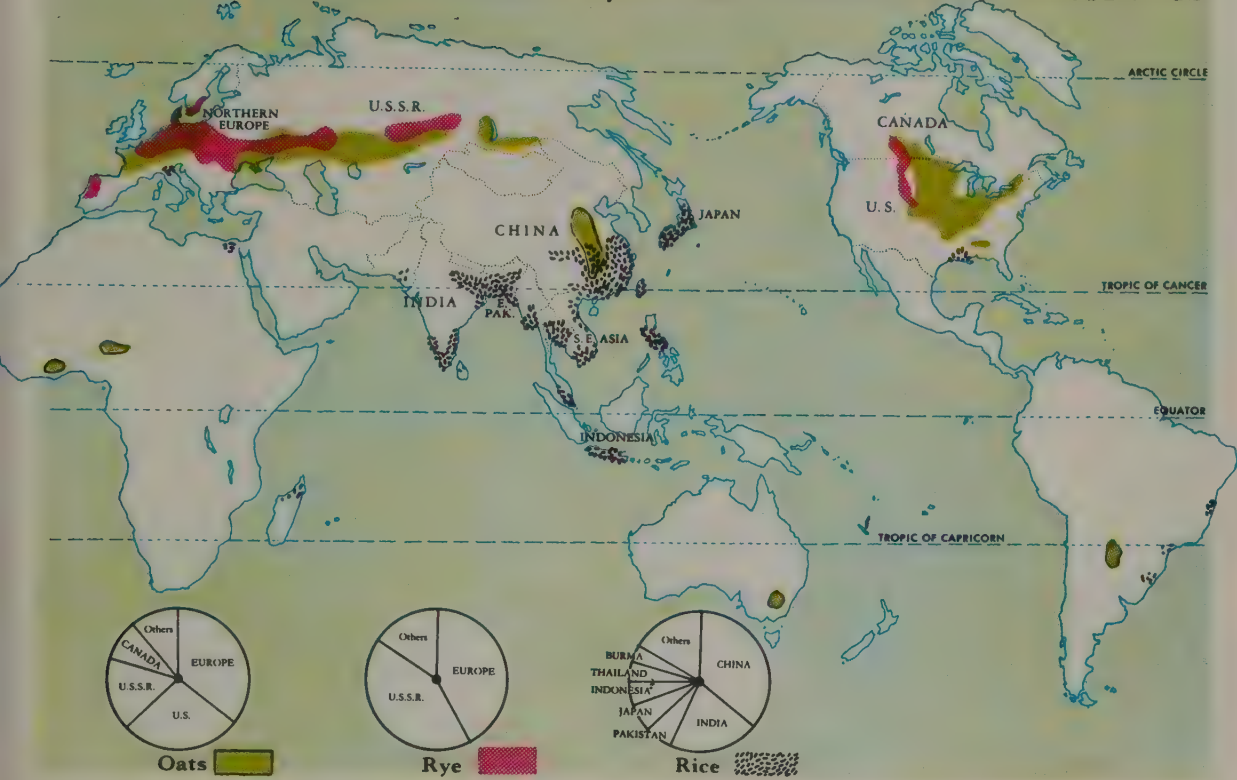 ARCTIC CIRCLE
NORTHERN
EUROPE
U.S.S.R.
CANADA
U.S.
JAPAN
CHINA
TROPIC OF CANCER
INDIA
E.
PAK.
S.E. ASIA
EQUATOR
INDONESIA
TROPIC OF CAPRICORN
Others
CANADA
EUROPE
U.S.S.R.
U.S.
Oats
Others
EUROPE
U.S.S.R.
Rye
Others
BURMA
CHINA
THAILAND
INDONESIA
JAPAN
INDIA
PAKISTAN
Rice